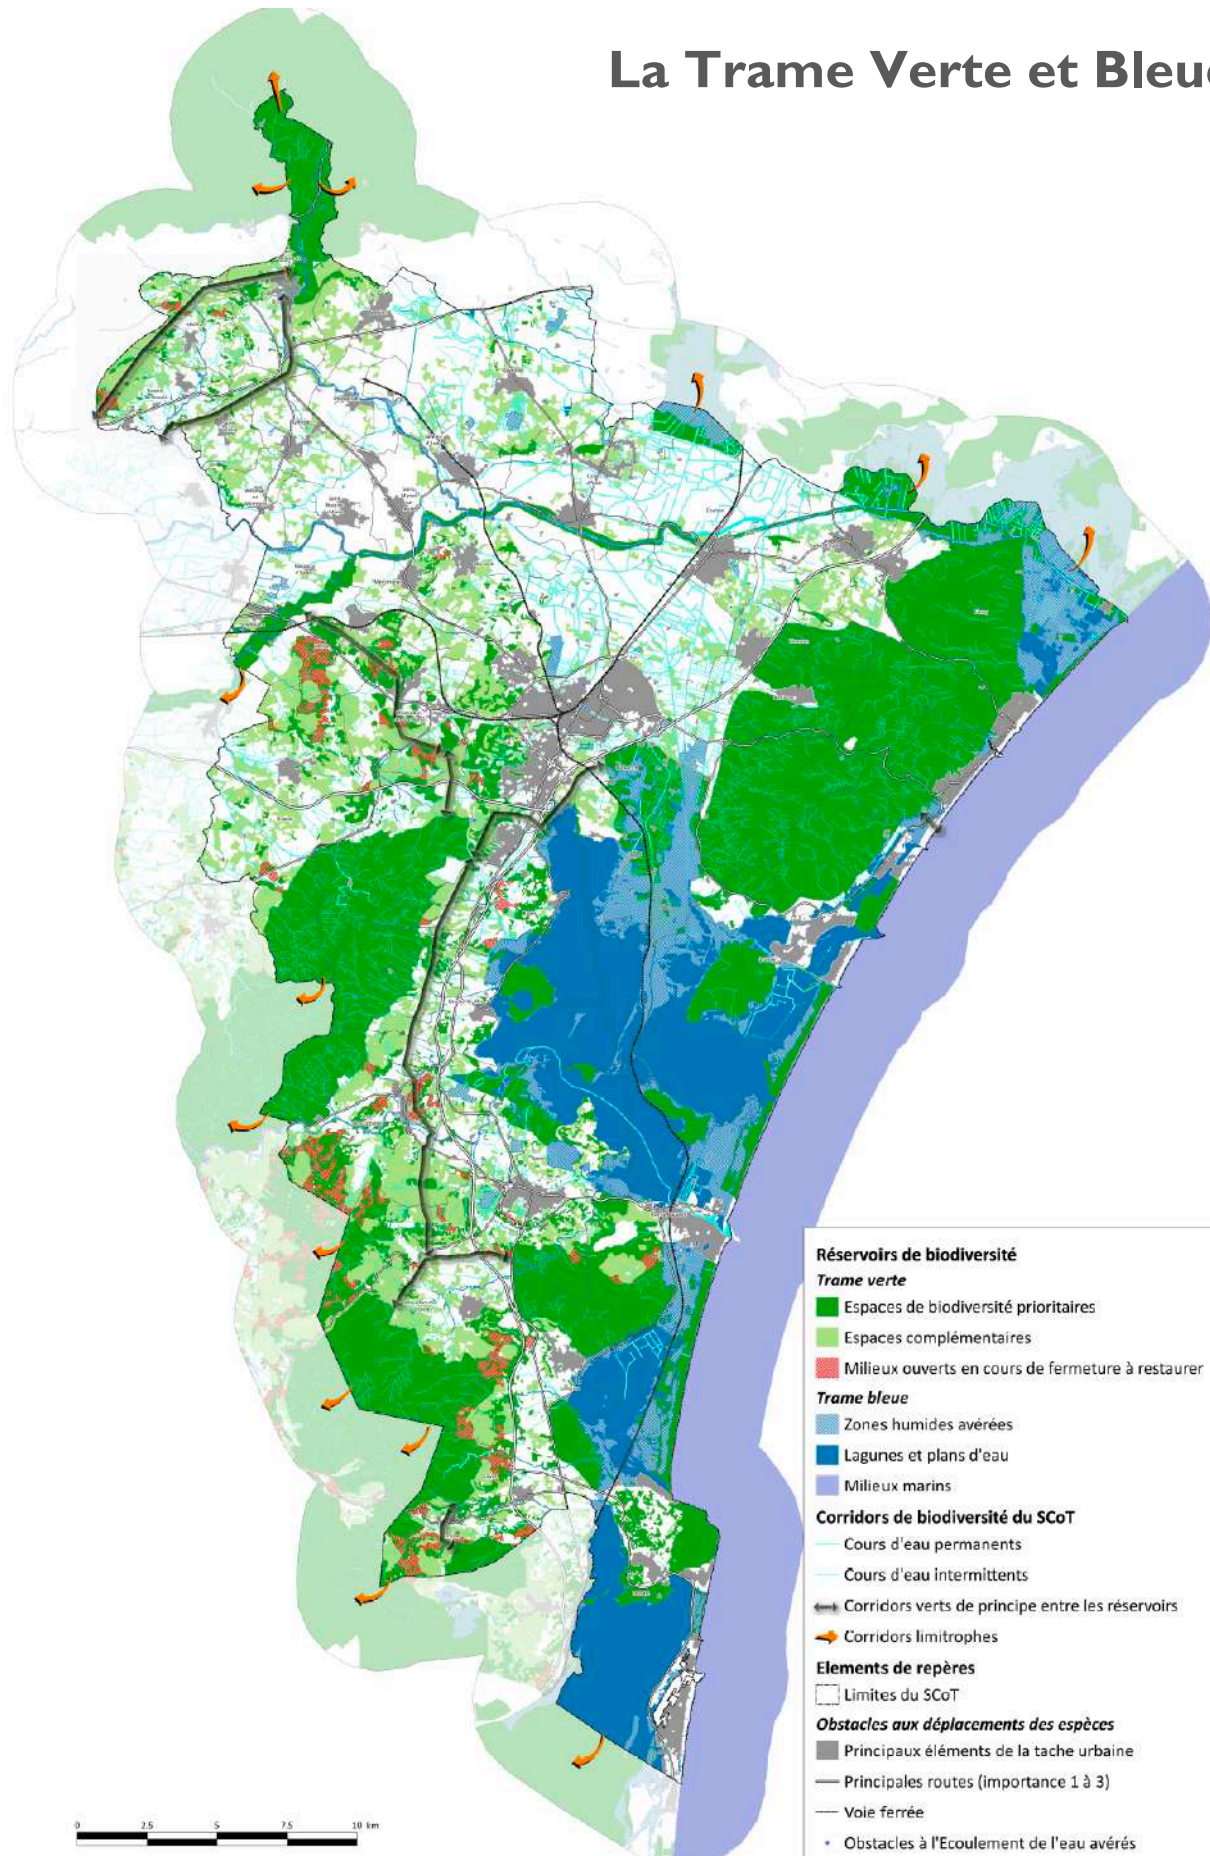 La Trame Verte et Bleue
Réservoirs de biodiversité
Trame verte
Espaces de biodiversité prioritaires
Espaces complémentaires
Milieux ouverts en cours de fermeture à restaurer
Trame bleue
Zones humides avérées
Lagunes et plans d'eau
Milieux marins
Corridors de biodiversité du SCoT
Cours d'eau permanents
Cours d'eau intermittents
Corridors verts de principe entre les réservoirs
Corridors limitrophes
Elements de repères
Limites du SCoT
Obstacles aux déplacements des espèces
Principaux éléments de la tache urbaine
Principales routes (importance 1 à 3)
Voie ferrée
Obstacles à l'Ecoulement de l'eau avérés
0 2.5 5 7.5 10 km